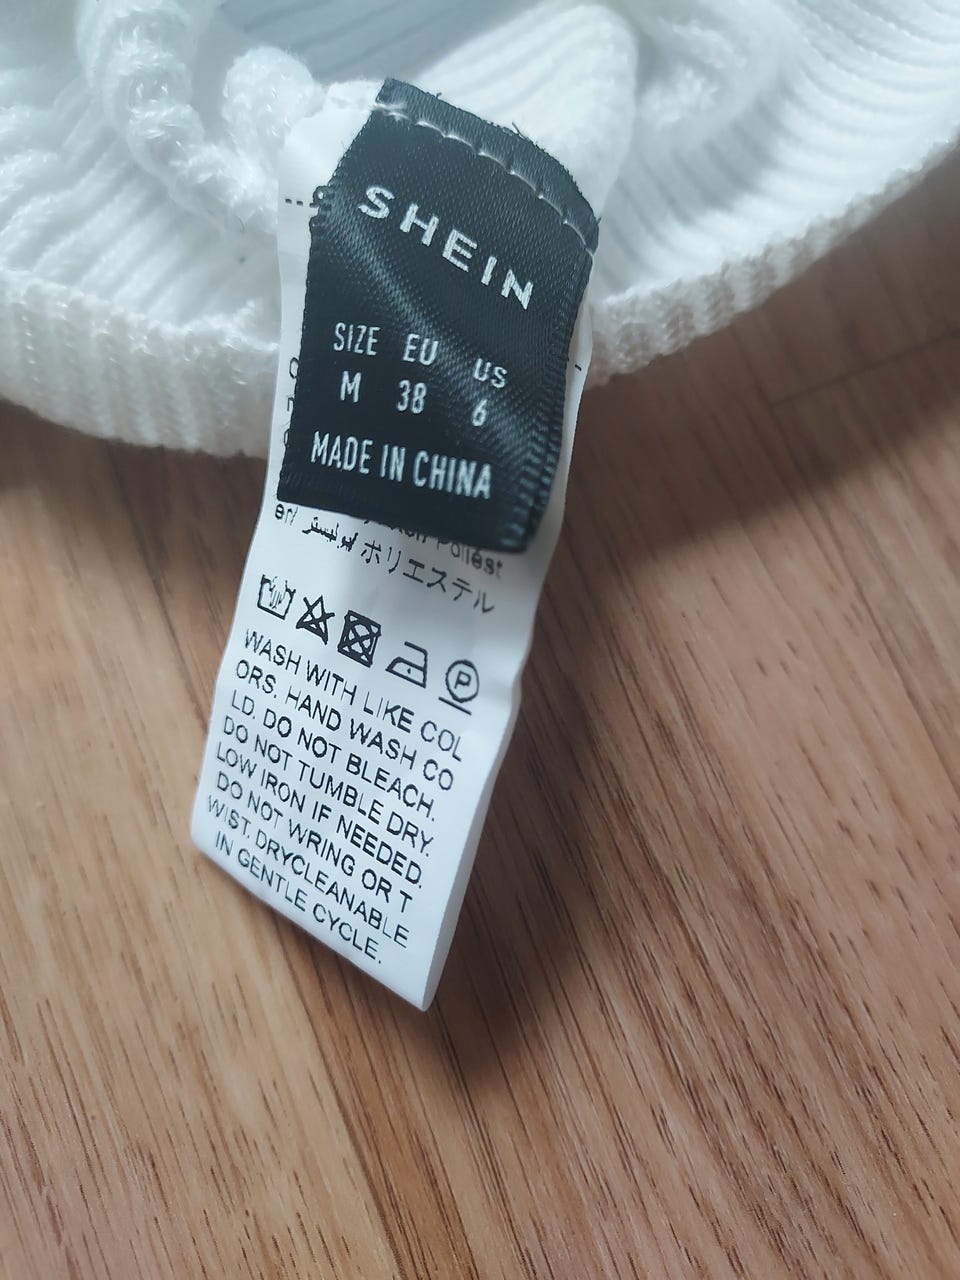 SHEIN
SIZE EU US
M 38 6
MADE IN CHINA
er/ بوليستر
ポリエステル
P
WASH WITH LIKE COL
ORS. HAND WASH CO
LD. DO NOT BLEACH.
DO NOT TUMBLE DRY.
LOW IRON IF NEEDED.
DO NOT WRING OR T
WIST. DRYCLEANABLE
IN GENTLE CYCLE.